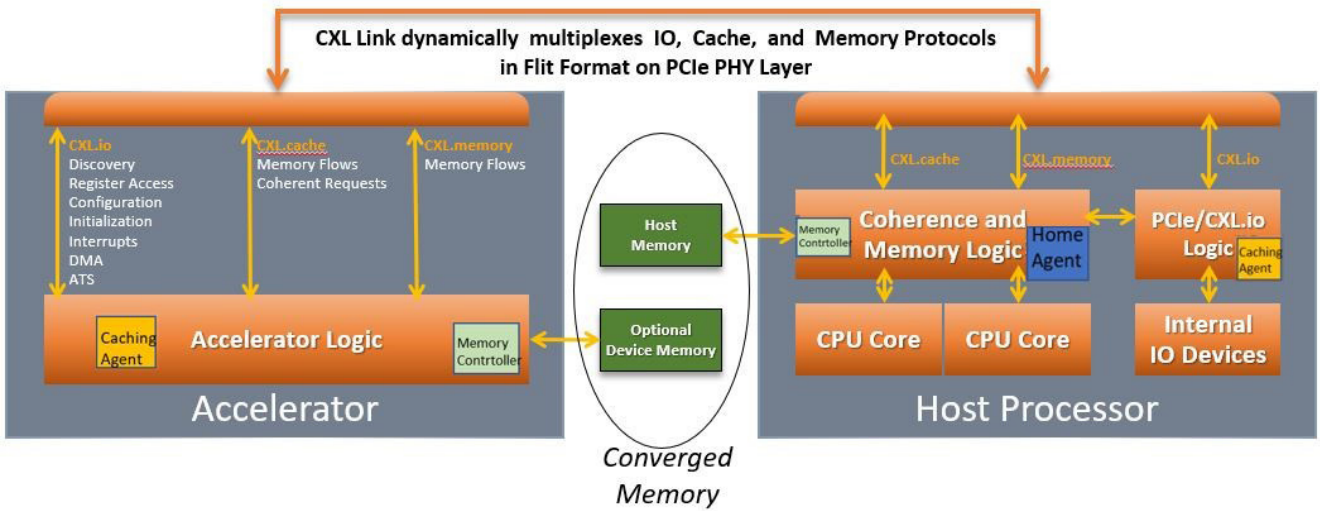 CXL Link dynamically multiplexes IO, Cache, and Memory Protocols
in Flit Format on PCIe PHY Layer
CXL.io
Discovery
Register Access
Configuration
Initialization
Interrupts
DMA
ATS
CXL.cache
Memory Flows
Coherent Requests
CXL.memory
Memory Flows
Caching
Agent
Accelerator Logic
Memory
Contrtoller
Accelerator
Host
Memory
Optional
Device Memory
Converged
Memory
CXL.cache
CXL.memory
CXL.io
Memory
Contrtoller
Coherence and
Memory Logic
Home
Agent
PCIe/CXL.io
Logic
Caching
Agent
CPU Core
CPU Core
Internal
IO Devices
Host Processor